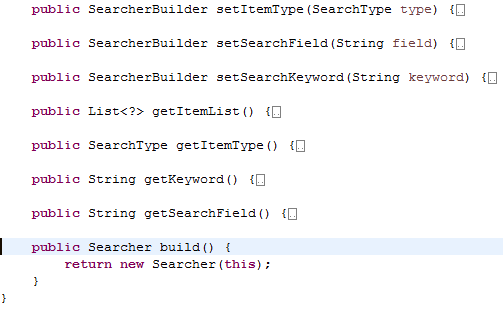 public SearcherBuilder setItemType(SearchType type) {..
public SearcherBuilder setSearchField(String field) {..
public SearcherBuilder setSearchKeyword(String keyword) {..
public List<?> getItemList() {..
public SearchType getItemType() {..
public String getKeyword() {..
public String getSearchField() {..
public Searcher build() {
return new Searcher(this);
}
}